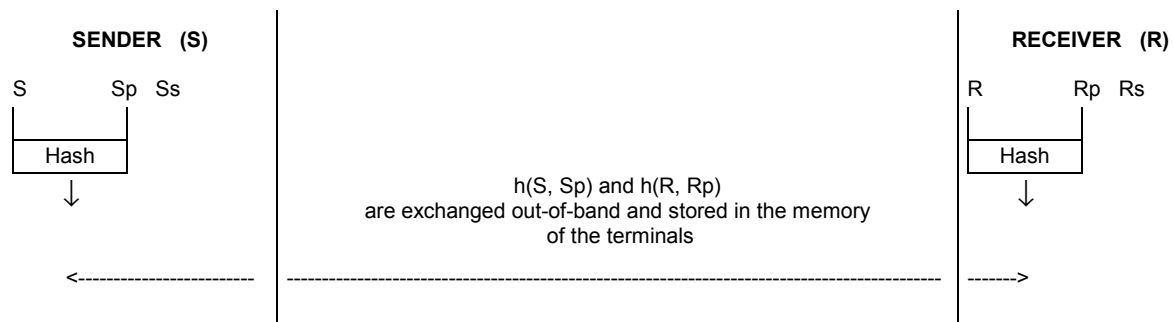 SENDER (S)
RECEIVER (R)
S Sp Ss
R Rp Rs
Hash
Hash
↓
↓
h(S, Sp) and h(R, Rp)
are exchanged out-of-band and stored in the memory
of the terminals
<------------------------- ------------------------------------------------------------------------------------------- ------->